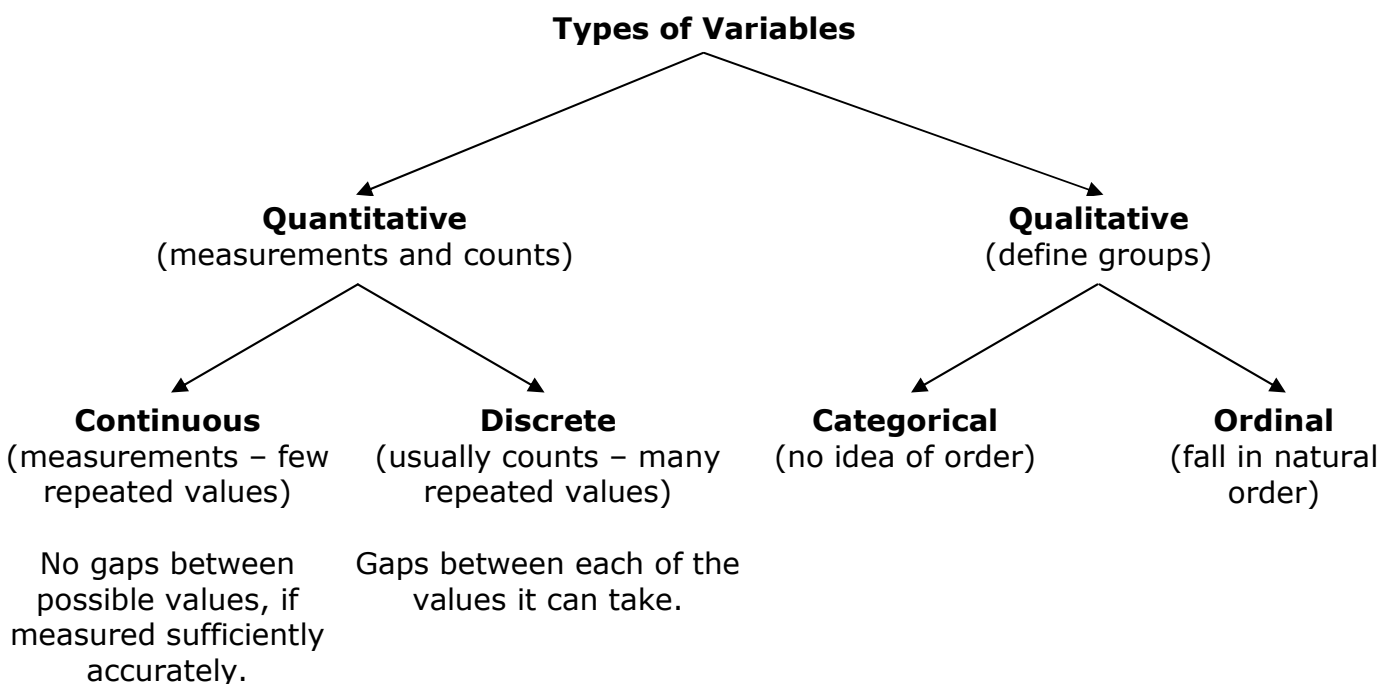 Types of Variables
Quantitative
(measurements and counts)
Qualitative
(define groups)
Continuous
(measurements – few
repeated values)
No gaps between
possible values, if
measured sufficiently
accurately.
Discrete
(usually counts – many
repeated values)
Gaps between each of the
values it can take.
Categorical
(no idea of order)
Ordinal
(fall in natural
order)